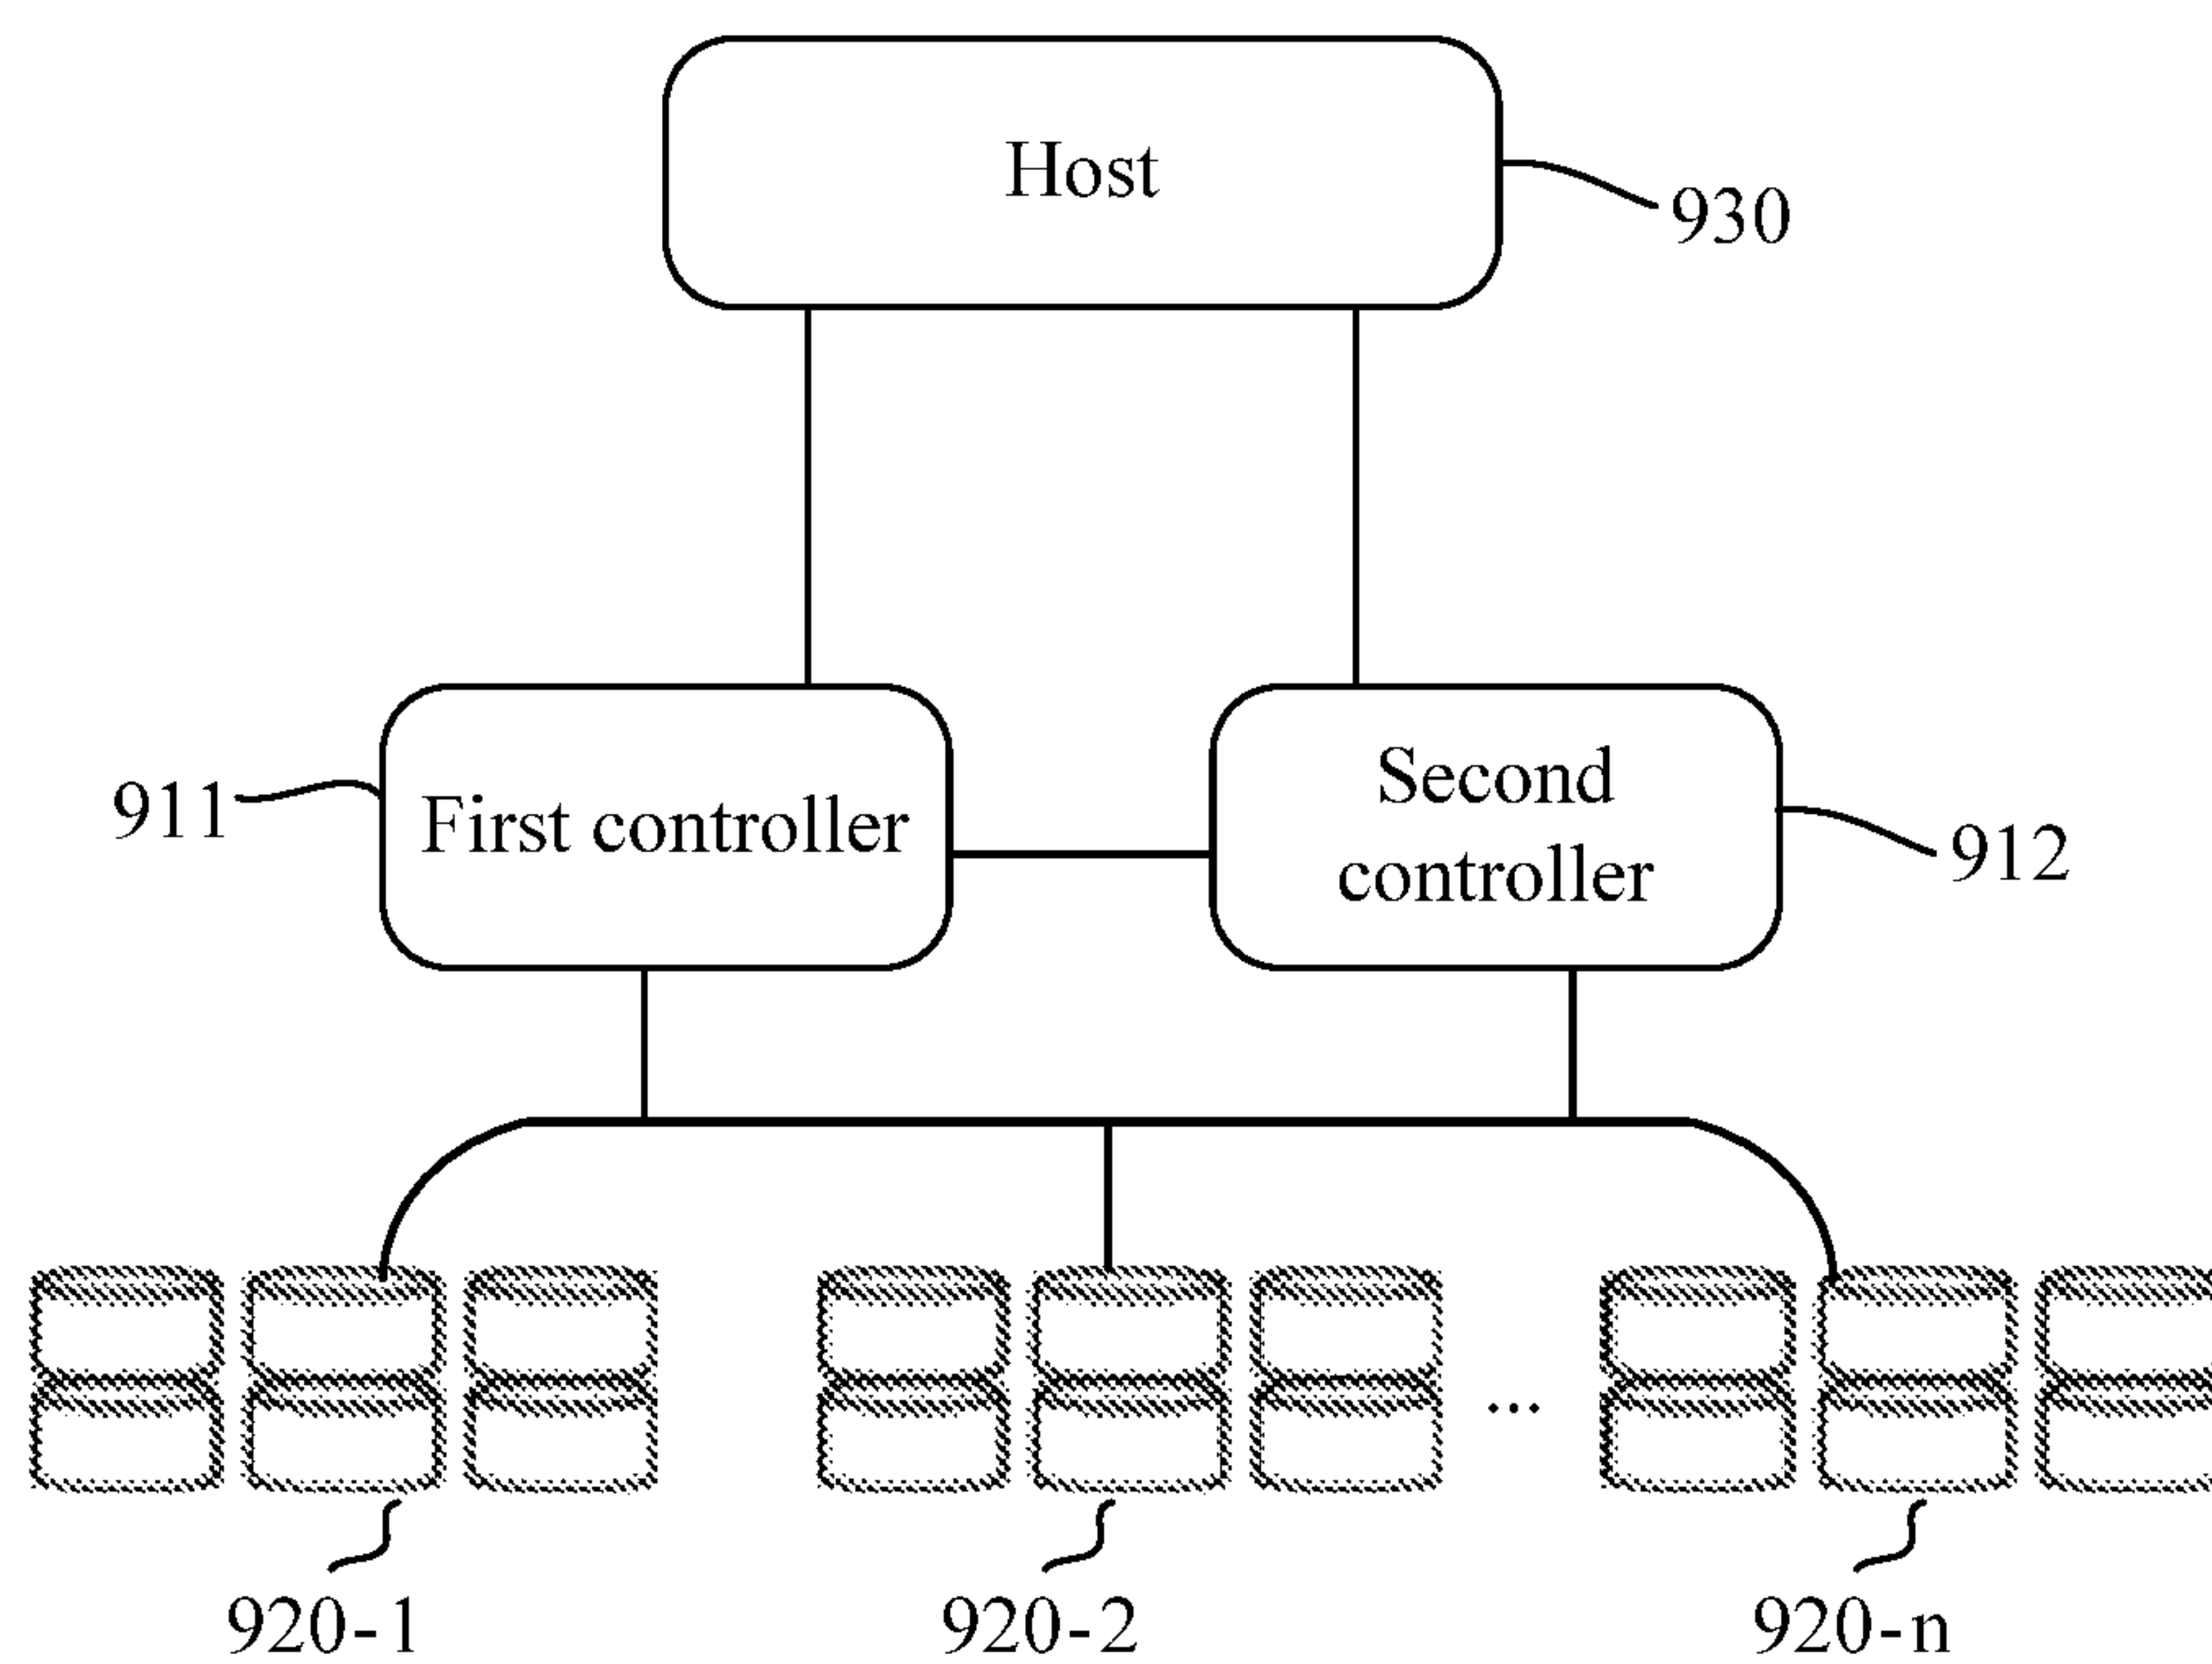 Host
930
911
First controller
Second
controller
912
...
920-1
920-2
920-n